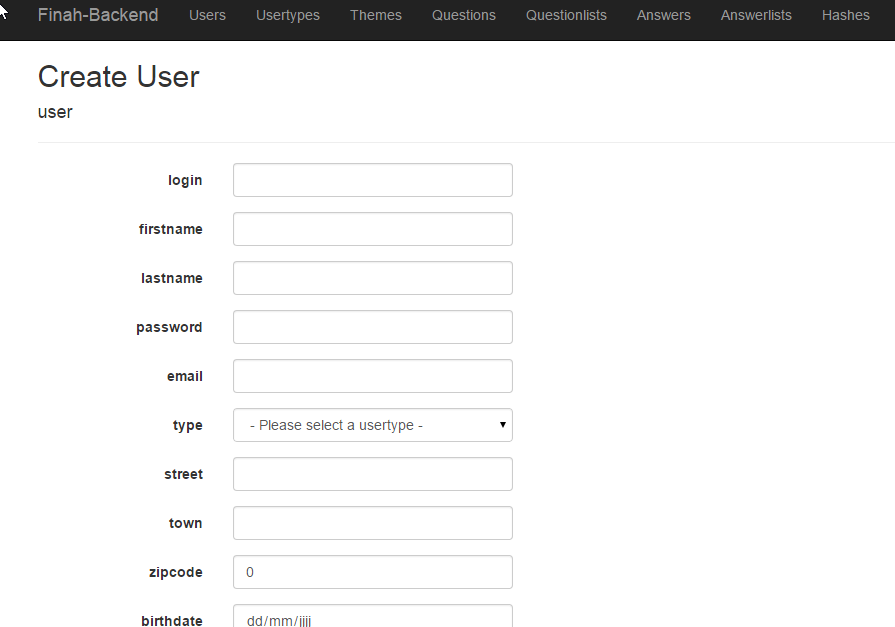 Finah-Backend Users Usertypes Themes Questions Questionlists Answers Answerlists Hashes
Create User
user
login
firstname
lastname
password
email
type - Please select a usertype -
street
town
zipcode 0
birthdate dd/mm/jjjj